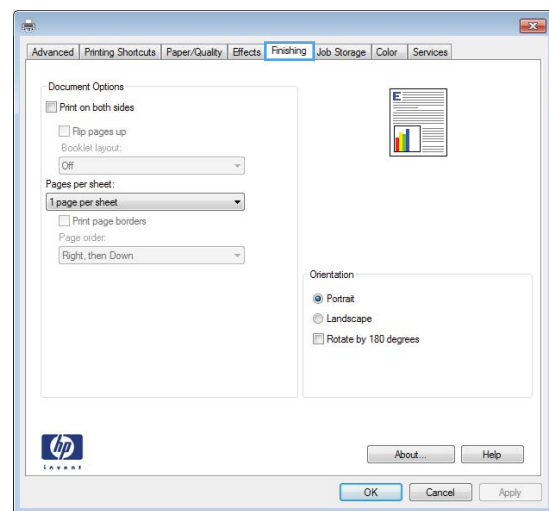 Advanced Printing Shortcuts Paper/Quality Effects Finishing Job Storage Color Services
Document Options
Print on both sides
Flip pages up
Booklet layout:
Off
Pages per sheet:
1 page per sheet
Print page borders
Page order:
Right, then Down
E
Orientation
Portrait
Landscape
Rotate by 180 degrees
hp
invent
About... Help
OK Cancel Apply